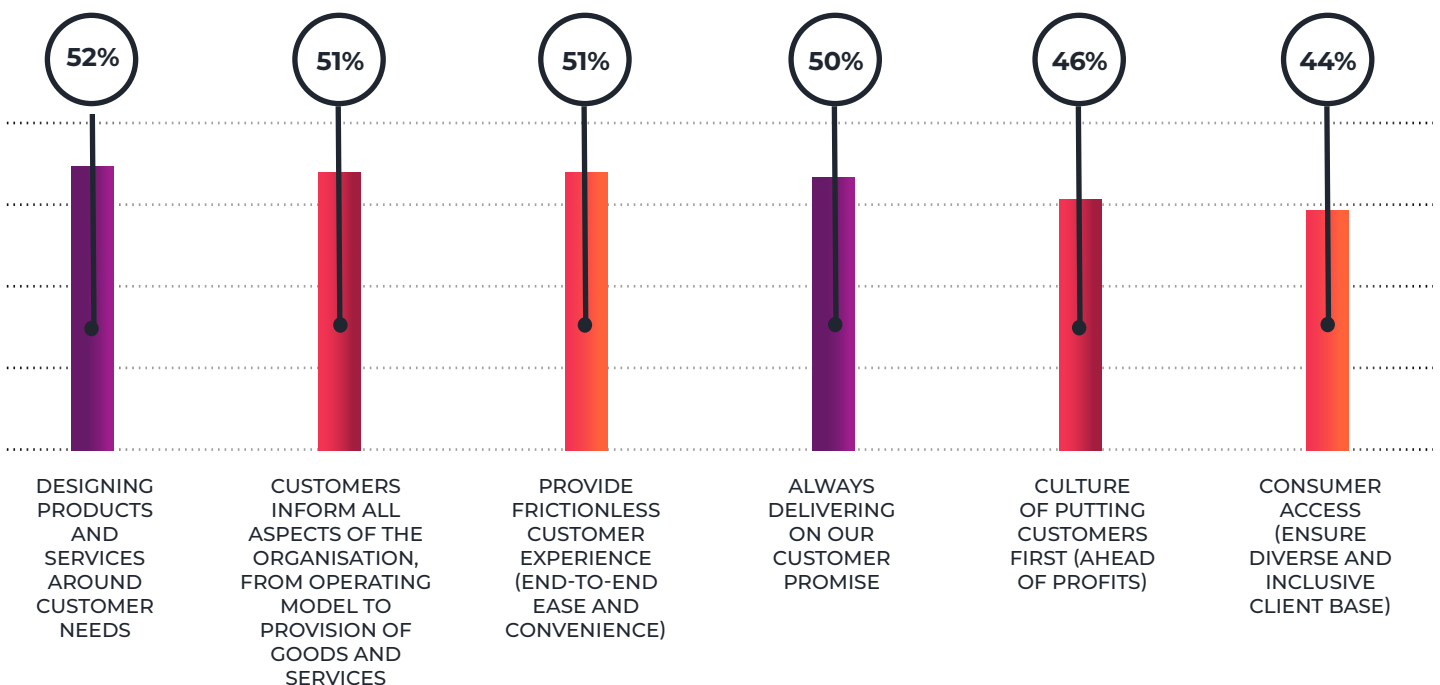 52%
51%
51%
50%
46%
44%
DESIGNING
PRODUCTS
AND
SERVICES
AROUND
CUSTOMER
NEEDS
CUSTOMERS
INFORM ALL
ASPECTS OF THE
ORGANISATION,
FROM OPERATING
MODEL TO
PROVISION OF
GOODS AND
SERVICES
PROVIDE
FRICTIONLESS
CUSTOMER
EXPERIENCE
(END-TO-END
EASE AND
CONVENIENCE)
ALWAYS
DELIVERING
ON OUR
CUSTOMER
PROMISE
CULTURE
OF PUTTING
CUSTOMERS
FIRST (AHEAD
OF PROFITS)
CONSUMER
ACCESS
(ENSURE
DIVERSE AND
INCLUSIVE
CLIENT BASE)